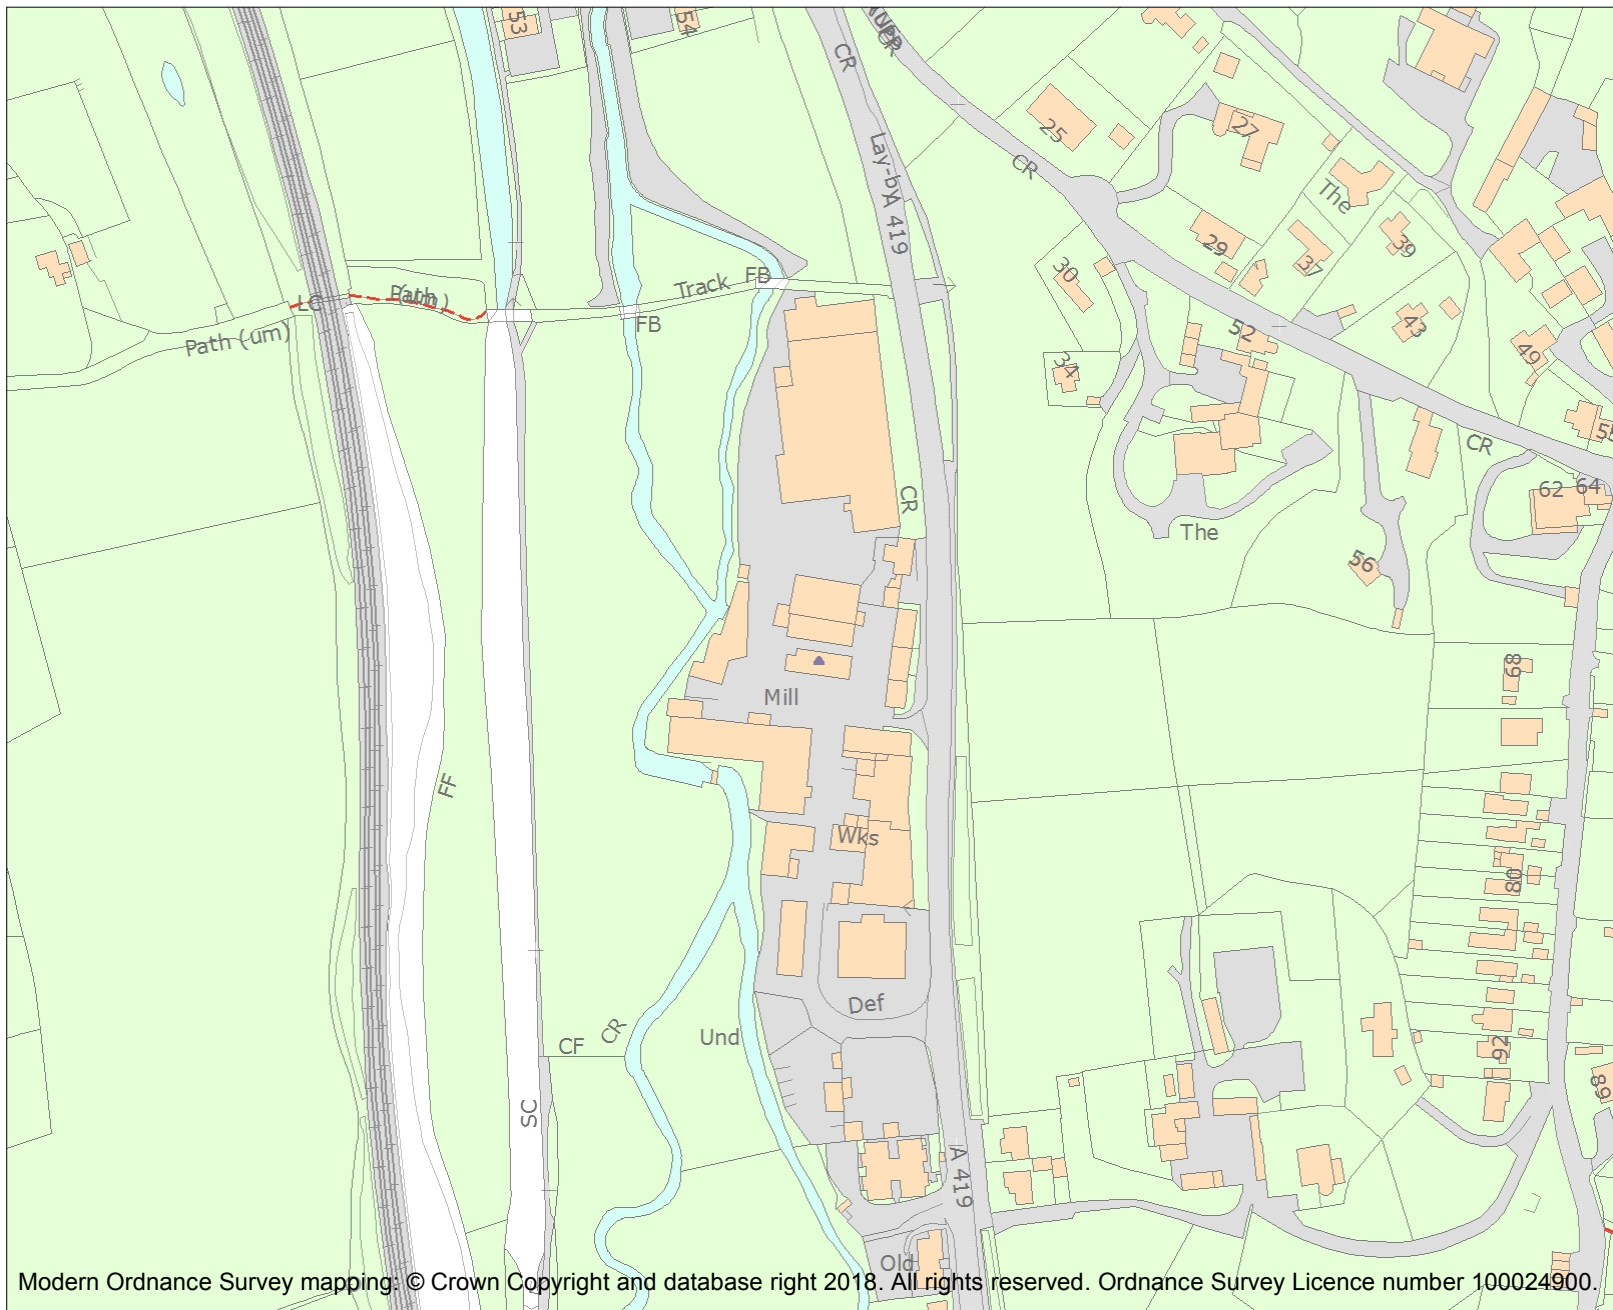 53
54
CR
CR
25
27
Lay-by
A 419
CR
The
29
39
30
37
LC
Path
(um)
Track
FB
FB
Path (um)
52
43
34
49
55
CR
CR
62
64
The
56
68
Mill
FF
Wks
80
Def
CF
CR
Und
92
SC
89
A 419
Old
Modern Ordnance Survey mapping: © Crown Copyright and database right 2018. All rights reserved. Ordnance Survey Licence number 100024900.